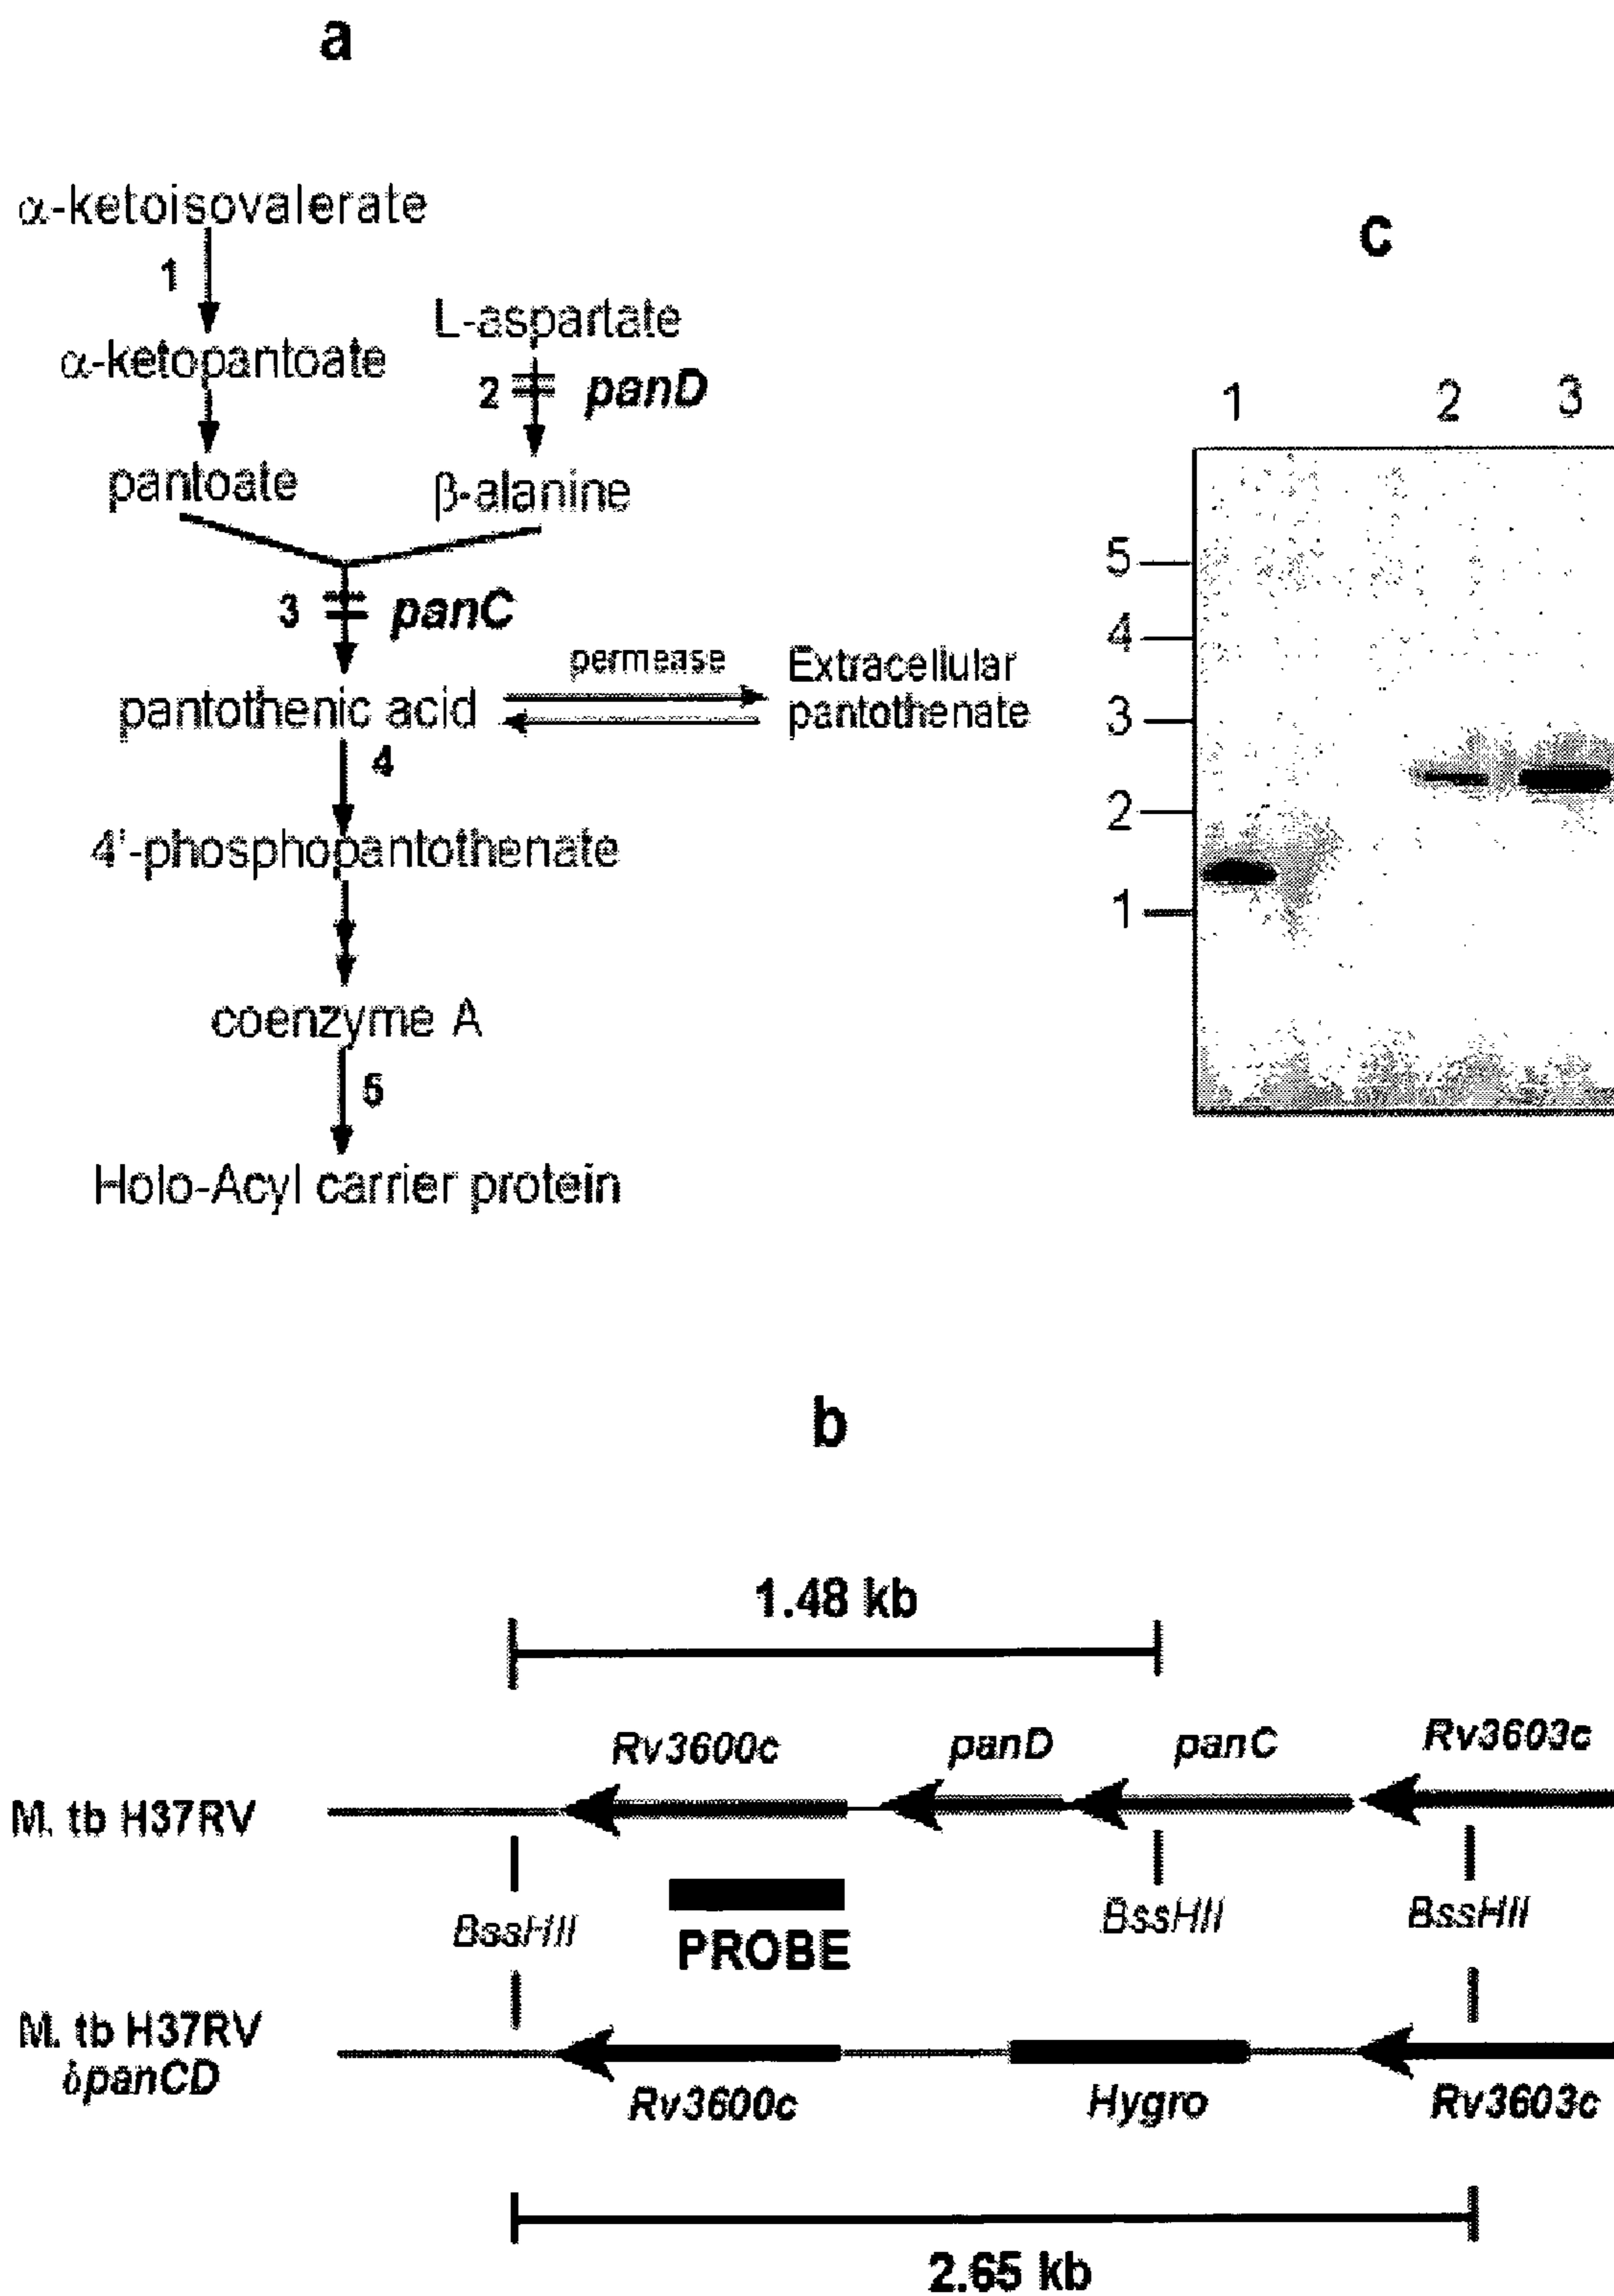 a
α-ketoisovalerate
1
α-ketopantoate
L-aspartate
2 panD
pantoate
β-alanine
3 panC
pantothenic acid
permease
Extracellular
pantothenate
4
4'-phosphopantothenate
coenzyme A
5
Holo-Acyl carrier protein
c
1 2 3
5
4
3
2
1
b
1.48 kb
Rv3600c panD panC Rv3603c
M. tb H37RV
BssHII BssHII BssHII
PROBE
M. tb H37RV
δpanCD
Rv3600c Hygro Rv3603c
2.65 kb